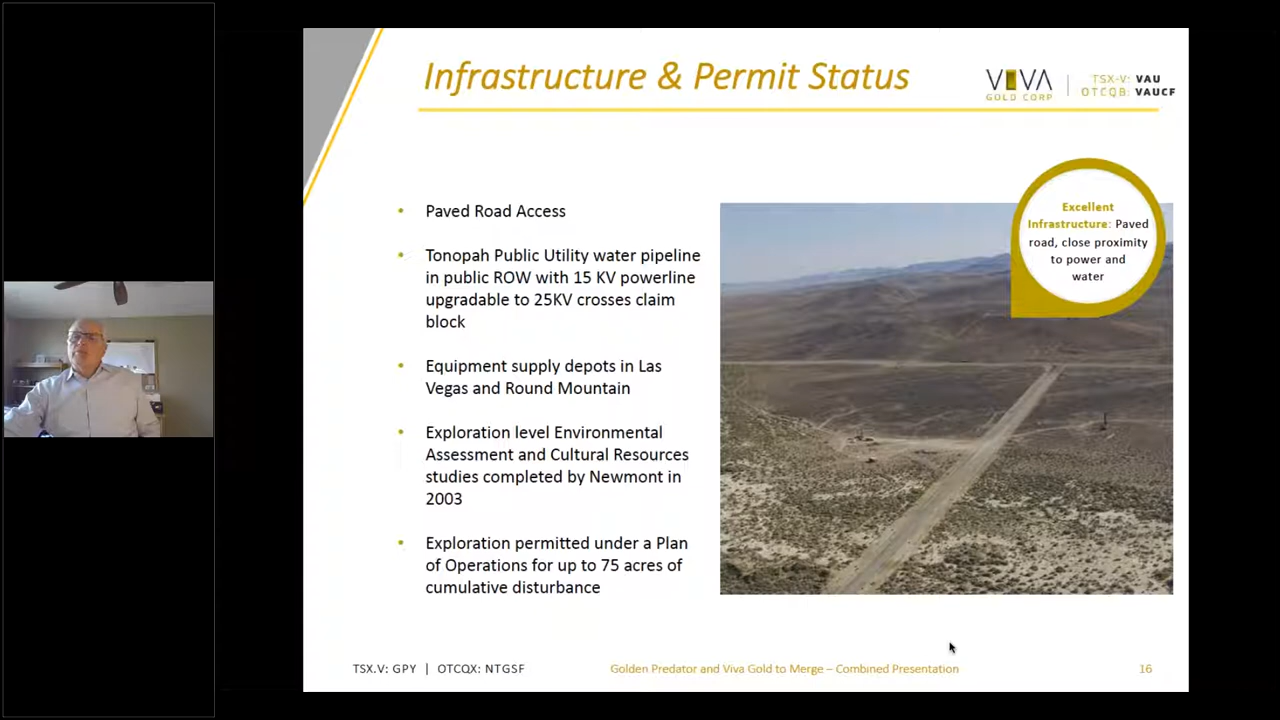 Infrastructure & Permit Status
VIVA
GOLD CORP
TSX-V: VAU
OTCQB: VAUCF
• Paved Road Access
• Tonopah Public Utility water pipeline
in public ROW with 15 KV powerline
upgradable to 25KV crosses claim
block
• Equipment supply depots in Las
Vegas and Round Mountain
• Exploration level Environmental
Assessment and Cultural Resources
studies completed by Newmont in
2003
• Exploration permitted under a Plan
of Operations for up to 75 acres of
cumulative disturbance
Excellent
Infrastructure: Paved
road, close proximity
to power and
water
TSX.V: GPY | OTCQX: NTGSF
Golden Predator and Viva Gold to Merge – Combined Presentation
16